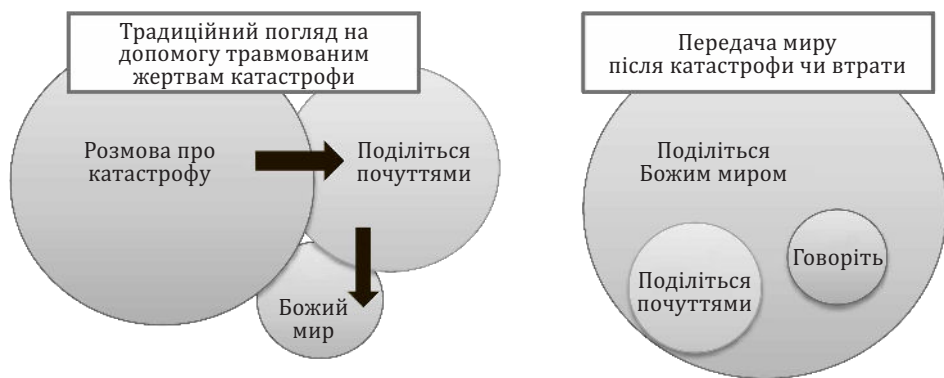 Традиційний погляд на
допомогу травмованим
жертвам катастрофи
Розмова про
катастрофу
Поділіться
почуттями
Божий
мир
Передача миру
після катастрофи чи втрати
Поділіться
Божим миром
Поділіться
почуттями
Говоріть